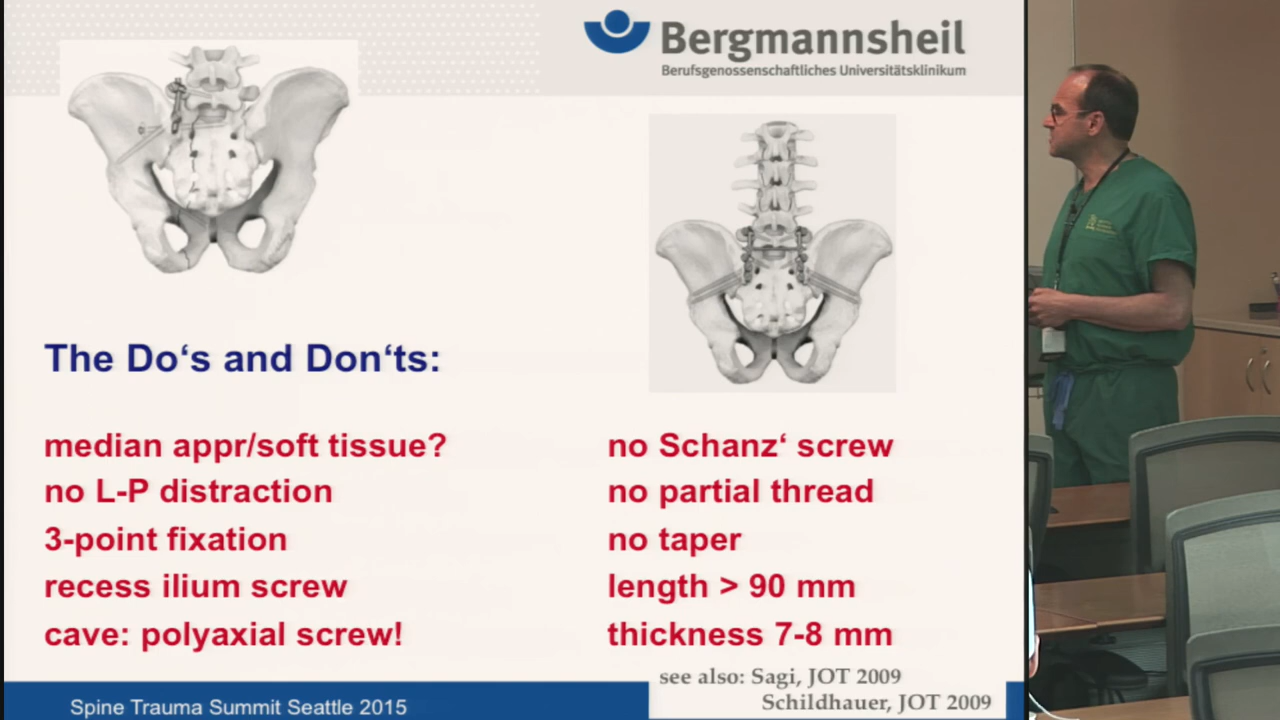 Bergmannsheil
Berufsgenossenschaftliches Universitätsklinikum
The Do‘s and Don‘ts:
median appr/soft tissue?
no L-P distraction
3-point fixation
recess ilium screw
cave: polyaxial screw!
no Schanz‘ screw
no partial thread
no taper
length > 90 mm
thickness 7-8 mm
see also: Sagi, JOT 2009
Schildhauer, JOT 2009
Spine Trauma Summit Seattle 2015